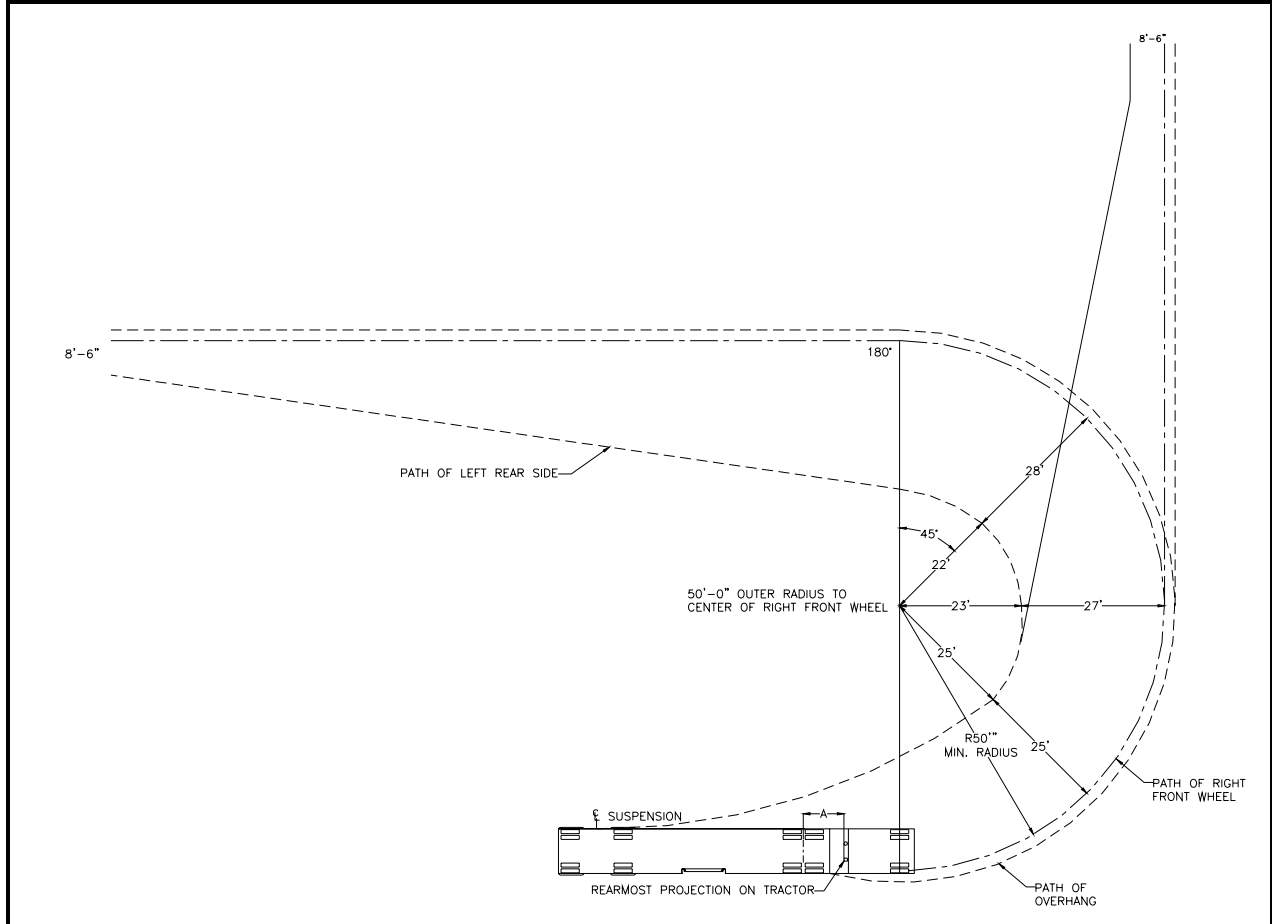 8'-6"
8'-6"
180°
PATH OF LEFT REAR SIDE
28'
45°
22'
50'-0" OUTER RADIUS TO
CENTER OF RIGHT FRONT WHEEL
23'
27'
25'
R50'"
MIN. RADIUS
25'
PATH OF RIGHT
FRONT WHEEL
℄ SUSPENSION
A
REARMOST PROJECTION ON TRACTOR
PATH OF
OVERHANG